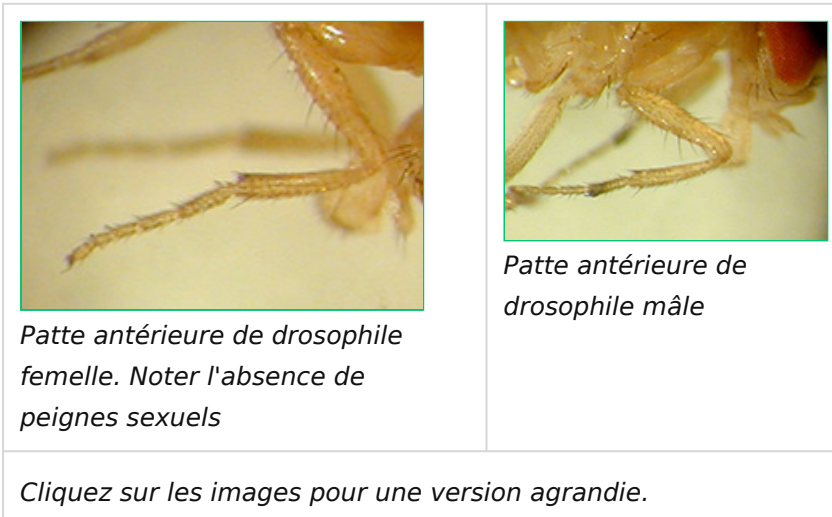 Patte antérieure de drosophile
femelle. Noter l'absence de
peignes sexuels
Patte antérieure de
drosophile mâle
Cliquez sur les images pour une version agrandie.